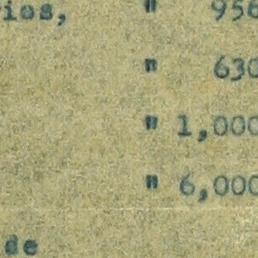 ios, " 956
" 630
" 1,000
" 6,000
de